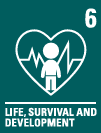 6
LIFE, SURVIVAL AND
DEVELOPMENT